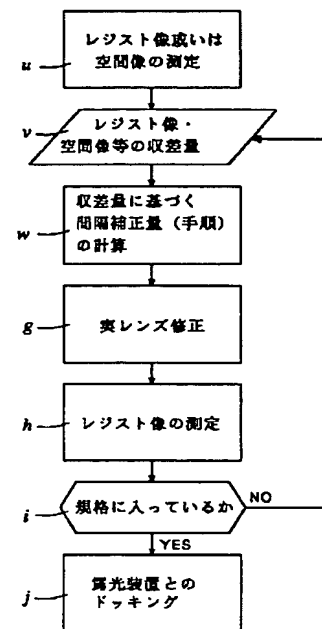 u
レジスト像或いは
空間像の測定
v
レジスト像・
空間像等の収差量
w
収差量に基づく
間隔補正量(手順)
の計算
g
実レンズ修正
h
レジスト像の測定
i
規格に入っているか
NO
YES
j
露光装置との
ドッキング